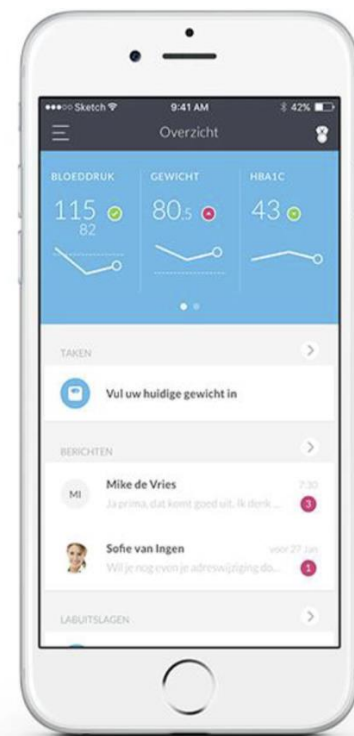 Sketch 9:41 AM 42%
Overzicht
BLOEDDRUK GEWICHT HBA1C
115 80.5 43
82
TAKEN
Vul uw huidige gewicht in
BERICHTEN
MI Mike de Vries 7:30
Ja prima, dat komt goed uit. Ik denk ... 3
Sofie van Ingen voor 27 Jan
Wil je nog even je adreswijziging do... 1
LABUITSLAGEN